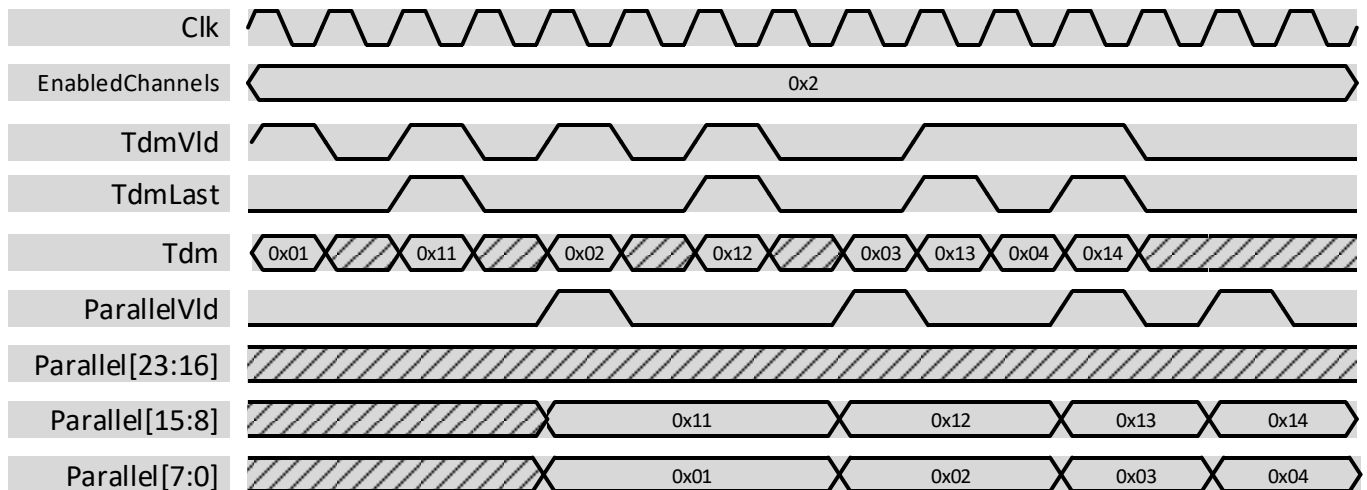 Clk
EnabledChannels 0x2
TdmVld
TdmLast
Tdm 0x01 0x11 0x02 0x12 0x03 0x13 0x04 0x14
ParallelVld
Parallel[23:16]
Parallel[15:8] 0x11 0x12 0x13 0x14
Parallel[7:0] 0x01 0x02 0x03 0x04